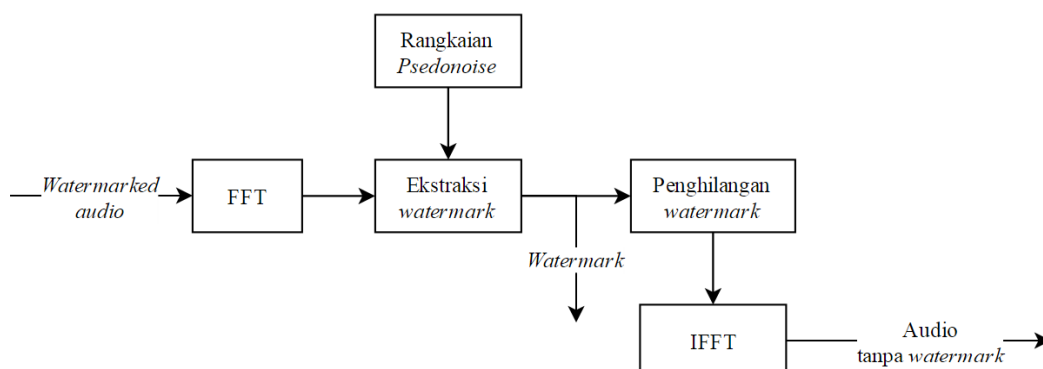 Rangkaian
Psedonoise
Watermarked
audio
FFT
Ekstraksi
watermark
Penghilangan
watermark
Watermark
IFFT
Audio
tanpa watermark